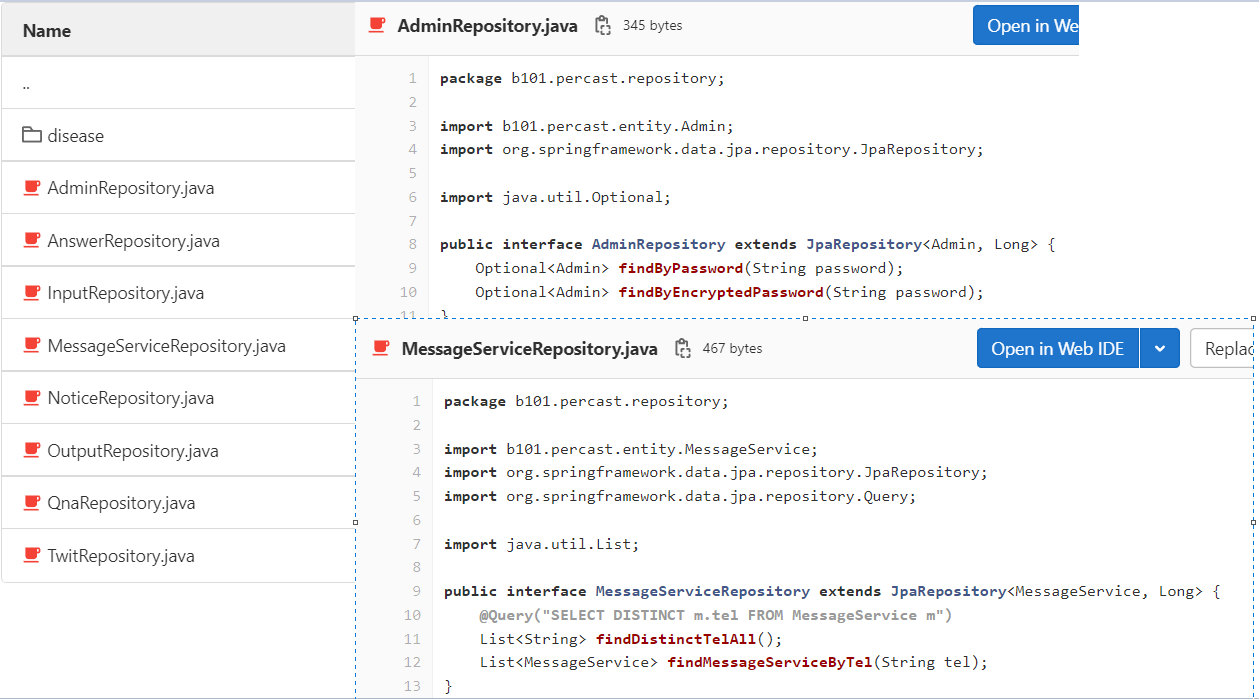 Name
..
disease
AdminRepository.java
AnswerRepository.java
InputRepository.java
MessageServiceRepository.java
NoticeRepository.java
OutputRepository.java
QnaRepository.java
TwitRepository.java
AdminRepository.java 345 bytes Open in We
1 package b101.percast.repository;
2
3 import b101.percast.entity.Admin;
4 import org.springframework.data.jpa.repository.JpaRepository;
5
6 import java.util.Optional;
7
8 public interface AdminRepository extends JpaRepository<Admin, Long> {
9     Optional<Admin> findByPassword(String password);
10     Optional<Admin> findByEncryptedPassword(String password);
11 }
MessageServiceRepository.java 467 bytes Open in Web IDE Replac
1 package b101.percast.repository;
2
3 import b101.percast.entity.MessageService;
4 import org.springframework.data.jpa.repository.JpaRepository;
5 import org.springframework.data.jpa.repository.Query;
6
7 import java.util.List;
8
9 public interface MessageServiceRepository extends JpaRepository<MessageService, Long> {
10     @Query("SELECT DISTINCT m.tel FROM MessageService m")
11     List<String> findDistinctTelAll();
12     List<MessageService> findMessageServiceByTel(String tel);
13 }